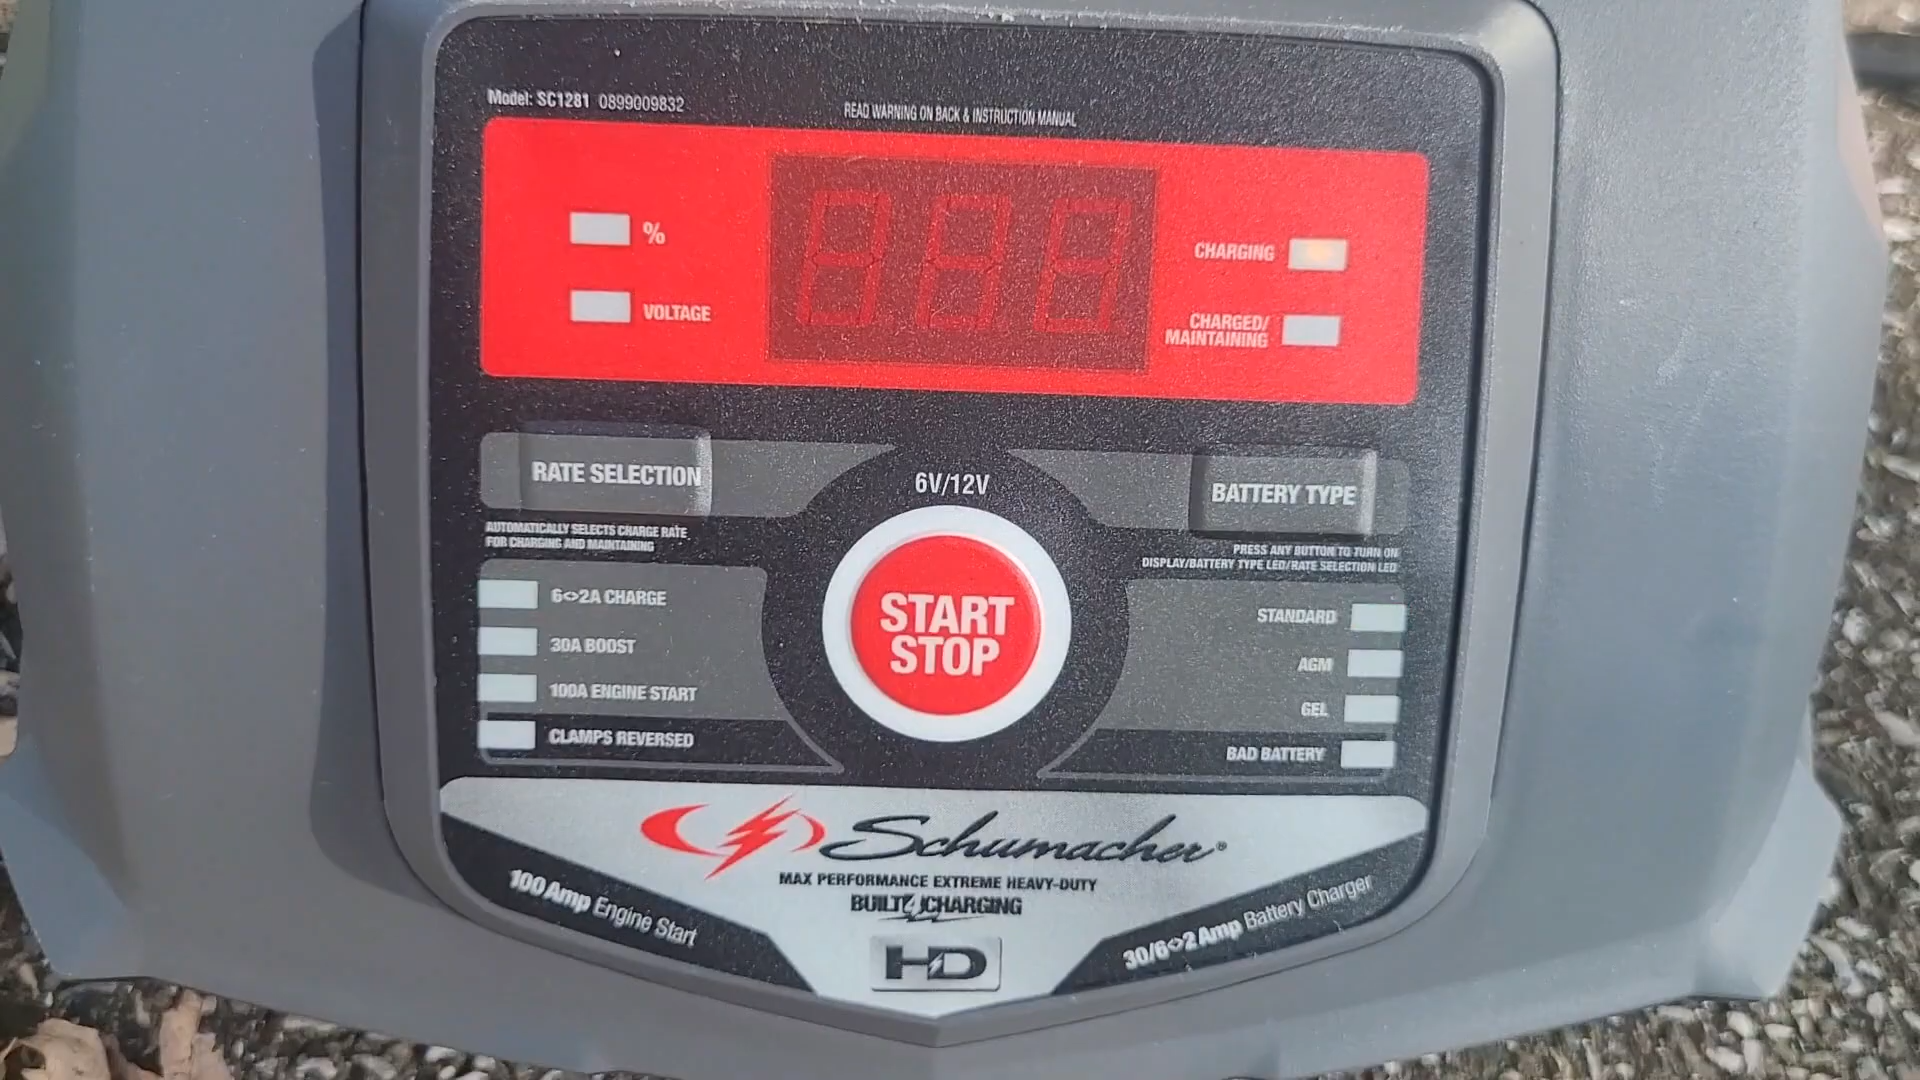 Model: SC1281 0899009832
READ WARNING ON BACK & INSTRUCTION MANUAL
%
VOLTAGE
CHARGING
CHARGED/
MAINTAINING
RATE SELECTION
6V/12V
BATTERY TYPE
AUTOMATICALLY SELECTS CHARGE RATE
FOR CHARGING AND MAINTAINING
PRESS ANY BUTTON TO TURN ON
DISPLAY/BATTERY TYPE LED/RATE SELECTION LED
6<>2A CHARGE
30A BOOST
100A ENGINE START
CLAMPS REVERSED
START
STOP
STANDARD
AGM
GEL
BAD BATTERY
Schumacher®
MAX PERFORMANCE EXTREME HEAVY-DUTY
BUILT4CHARGING
HD
100 Amp Engine Start
30/6<>2 Amp Battery Charger